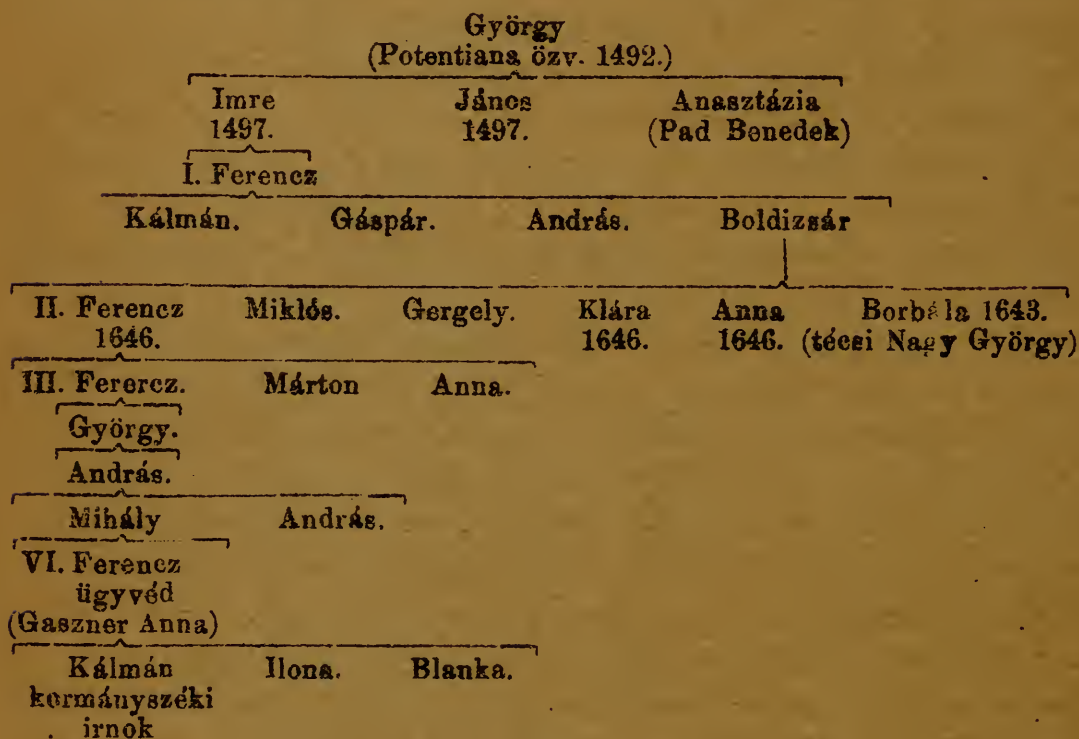 György
(Potentiana özv. 1492.)
Imre János Anasztázia
1497. 1497. (Pad Benedek)
I. Ferencz
Kálmán. Gáspár. András. Boldizsár
II. Ferencz Miklós. Gergely. Klára Anna Borbála 1643.
1646. 1646. 1646. (técsi Nagy György)
III. Ferercz. Márton Anna.
György.
András.
Mihály András.
VI. Ferencz
ügyvéd
(Gaszner Anna)
Kálmán Ilona. Blanka.
kormányszéki
irnok